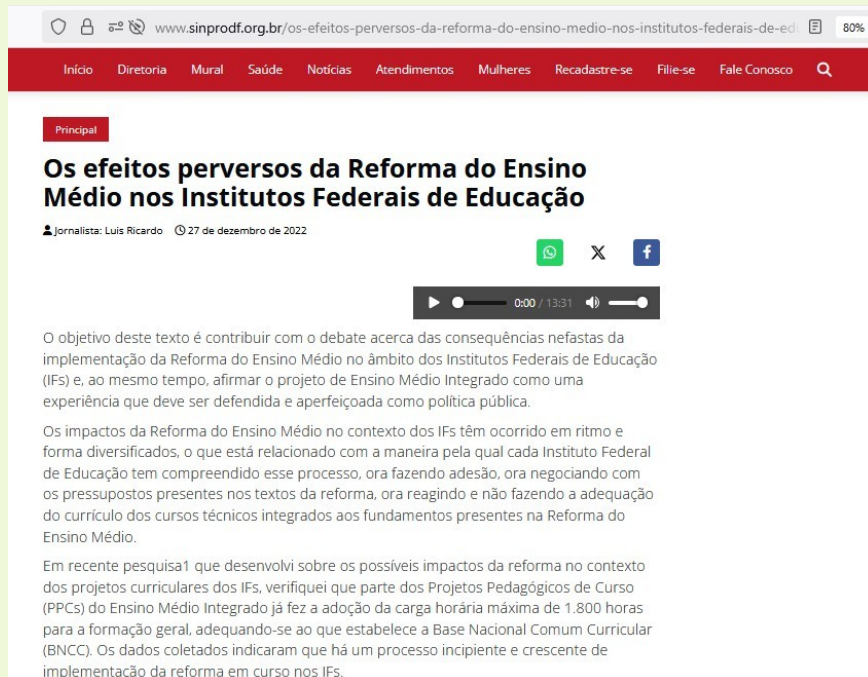 www.sinprodf.org.br/os-efeitos-perversos-da-reforma-do-ensino-medio-nos-institutos-federais-de-ed
80%
Início Diretoria Mural Saúde Notícias Atendimentos Mulheres Recadastre-se Filie-se Fale Conosco
Principal
Os efeitos perversos da Reforma do Ensino
Médio nos Institutos Federais de Educação
Jornalista: Luis Ricardo 27 de dezembro de 2022
0:00 / 13:31
O objetivo deste texto é contribuir com o debate acerca das consequências nefastas da
implementação da Reforma do Ensino Médio no âmbito dos Institutos Federais de Educação
(IFs) e, ao mesmo tempo, afirmar o projeto de Ensino Médio Integrado como uma
experiência que deve ser defendida e aperfeiçoada como política pública.
Os impactos da Reforma do Ensino Médio no contexto dos IFs têm ocorrido em ritmo e
forma diversificados, o que está relacionado com a maneira pela qual cada Instituto Federal
de Educação tem compreendido esse processo, ora fazendo adesão, ora negociando com
os pressupostos presentes nos textos da reforma, ora reagindo e não fazendo a adequação
do currículo dos cursos técnicos integrados aos fundamentos presentes na Reforma do
Ensino Médio.
Em recente pesquisa1 que desenvolvi sobre os possíveis impactos da reforma no contexto
dos projetos curriculares dos IFs, verifiquei que parte dos Projetos Pedagógicos de Curso
(PPCs) do Ensino Médio Integrado já fez a adoção da carga horária máxima de 1.800 horas
para a formação geral, adequando-se ao que estabelece a Base Nacional Comum Curricular
(BNCC). Os dados coletados indicaram que há um processo incipiente e crescente de
implementação da reforma em curso nos IFs.